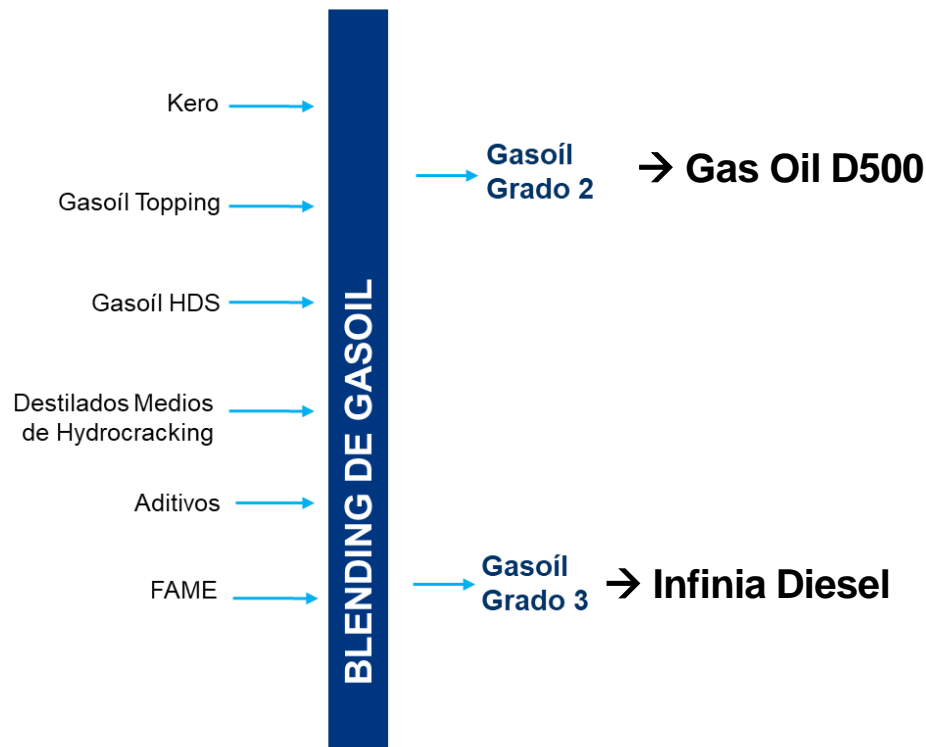 Kero
Gasoíl Topping
Gasoíl HDS
Destilados Medios
de Hydrocracking
Aditivos
FAME
BLENDING DE GASOIL
Gasoíl
Grado 2
→ Gas Oil D500
Gasoíl
Grado 3
→ Infinia Diesel